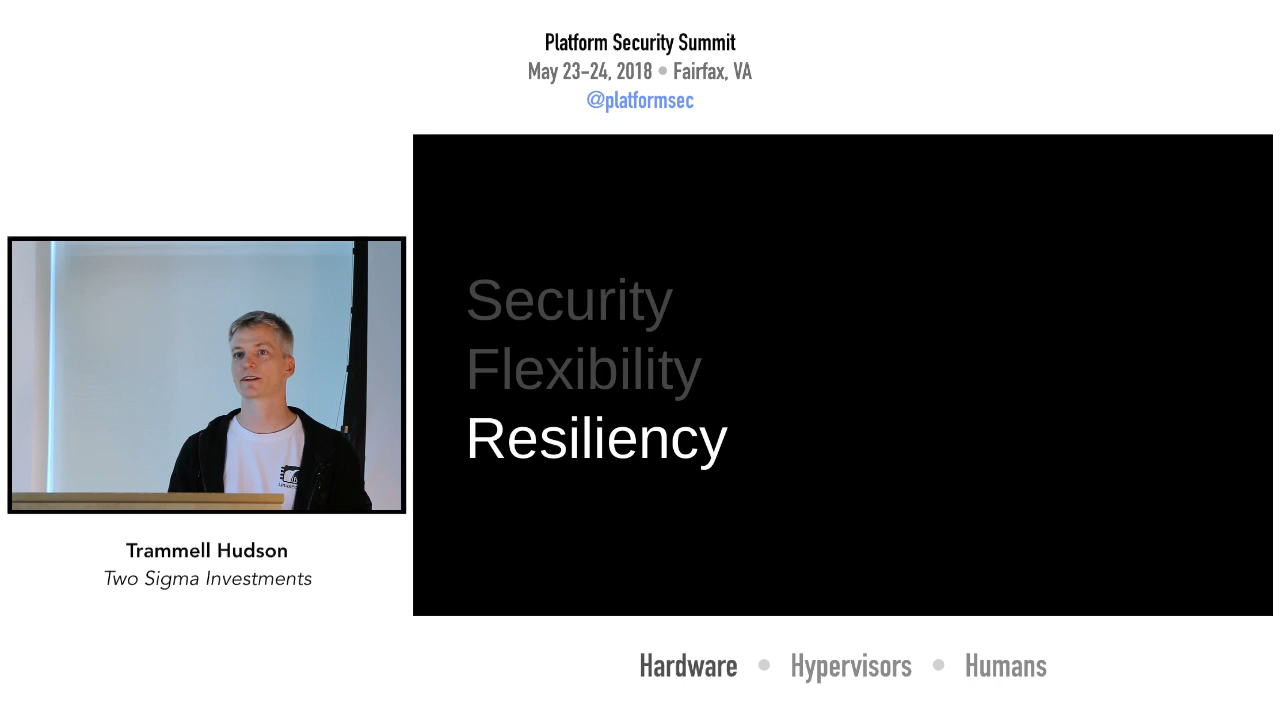 Platform Security Summit
May 23–24, 2018 • Fairfax, VA
@platformsec
Security
Flexibility
Resiliency
Trammell Hudson
Two Sigma Investments
Hardware • Hypervisors • Humans